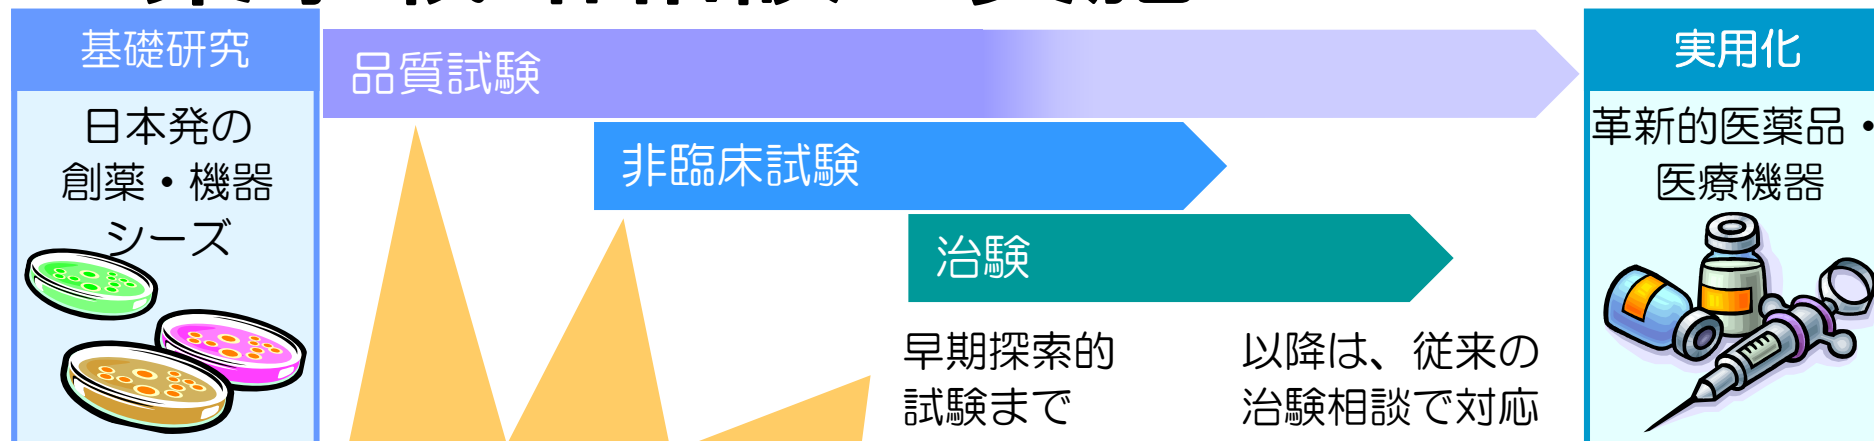 基礎研究
日本発の
創薬・機器
シーズ
品質試験
非臨床試験
治験
早期探索的
試験まで
以降は、従来の
治験相談で対応
実用化
革新的医薬品・
医療機器